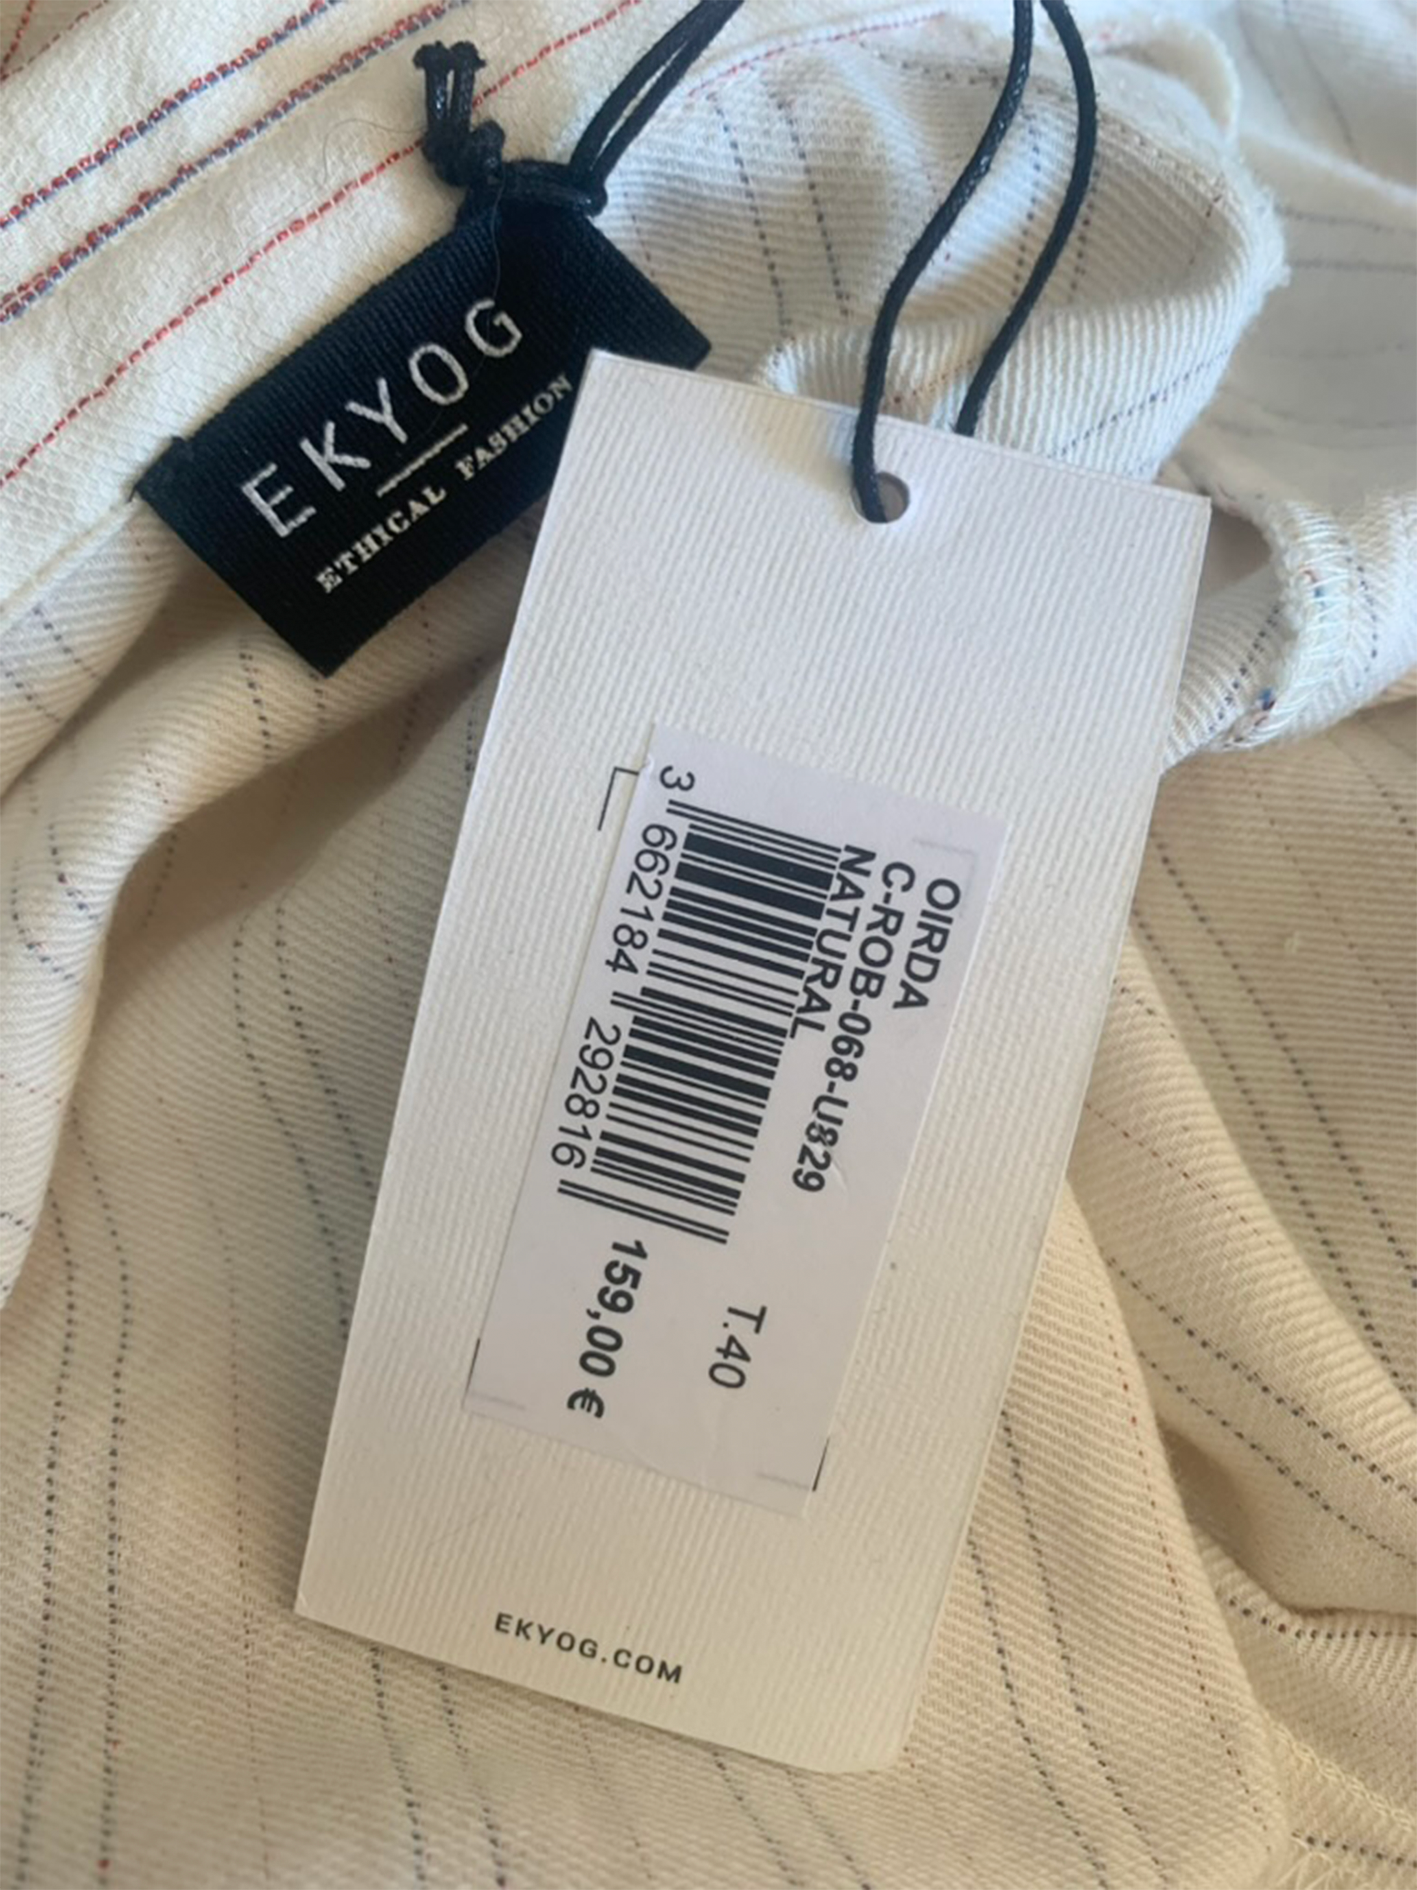 EKYOG
ETHICAL FASHION
OIRDA
C-ROB-068-U829
NATURAL
3 662184 292816
T.40
159,00 €
EKYOG.COM